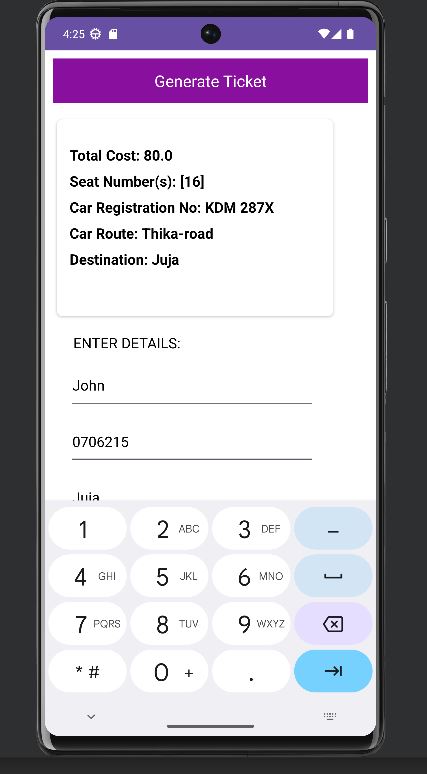 4:25
Generate Ticket
Total Cost: 80.0
Seat Number(s): [16]
Car Registration No: KDM 287X
Car Route: Thika-road
Destination: Juja
ENTER DETAILS:
John
0706215
Juja
1 2 ABC 3 DEF –
4 GHI 5 JKL 6 MNO
7 PQRS 8 TUV 9 WXYZ
* # 0 + .